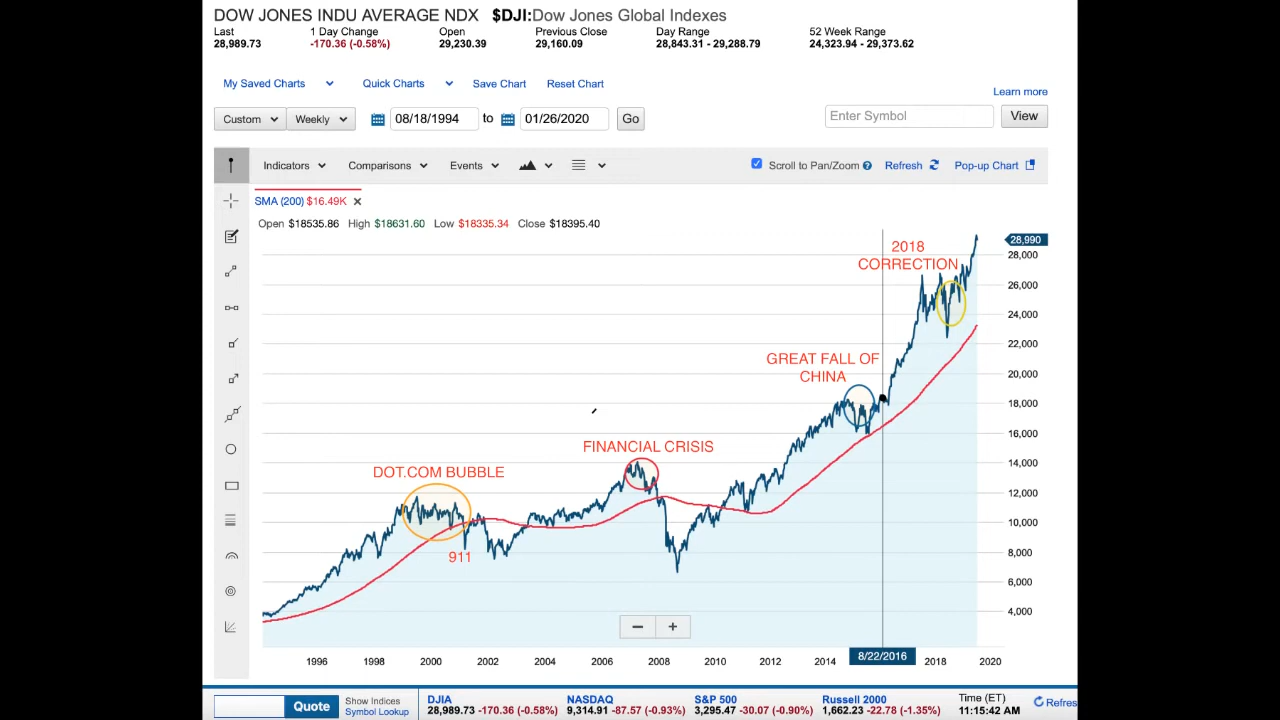 DOW JONES INDU AVERAGE NDX $DJI:Dow Jones Global Indexes
Last 1 Day Change Open Previous Close Day Range 52 Week Range
28,989.73 -170.36 (-0.58%) 29,230.39 29,160.09 28,843.31 - 29,288.79 24,323.94 - 29,373.62
My Saved Charts Quick Charts Save Chart Reset Chart
Learn more
Custom Weekly 08/18/1994 to 01/26/2020 Go Enter Symbol View
Indicators Comparisons Events Scroll to Pan/Zoom ? Refresh Pop-up Chart
SMA (200) $16.49K ×
Open $18535.86 High $18631.60 Low $18335.34 Close $18395.40
28,990
2018
CORRECTION
28,000
26,000
24,000
22,000
GREAT FALL OF
CHINA
20,000
18,000
16,000
FINANCIAL CRISIS
14,000
DOT.COM BUBBLE
12,000
10,000
911
8,000
6,000
4,000
1996 1998 2000 2002 2004 2006 2008 2010 2012 2014 8/22/2016 2018 2020
Quote
Show Indices
Symbol Lookup
DJIA
28,989.73 -170.36 (-0.58%)
NASDAQ
9,314.91 -87.57 (-0.93%)
S&P 500
3,295.47 -30.07 (-0.90%)
Russell 2000
1,662.23 -22.78 (-1.35%)
Time (ET)
11:15:42 AM
Refres